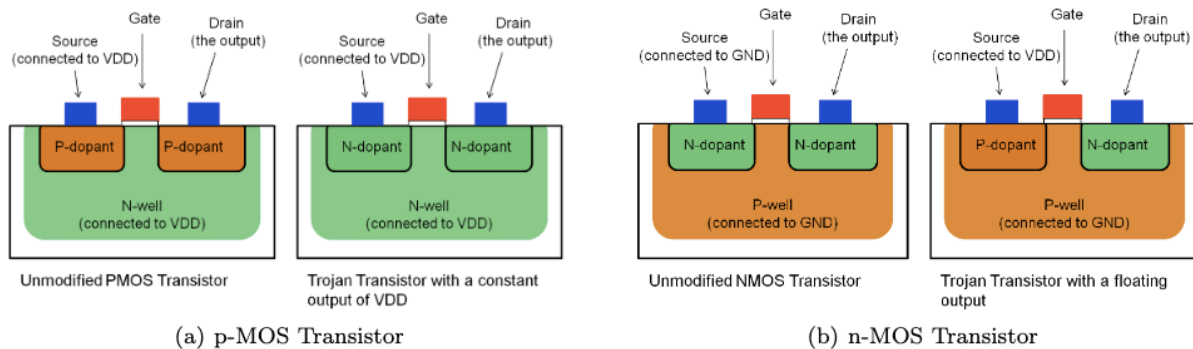 Source
(connected to VDD)
Gate
Drain
(the output)
P-dopant
P-dopant
N-well
(connected to VDD)
Unmodified PMOS Transistor
Source
(connected to VDD)
Gate
Drain
(the output)
N-dopant
N-dopant
N-well
(connected to VDD)
Trojan Transistor with a constant
output of VDD
(a) p-MOS Transistor
Source
(connected to GND)
Gate
Drain
(the output)
N-dopant
N-dopant
P-well
(connected to GND)
Unmodified NMOS Transistor
Source
(connected to VDD)
Gate
Drain
(the output)
P-dopant
N-dopant
P-well
(connected to GND)
Trojan Transistor with a floating
output
(b) n-MOS Transistor